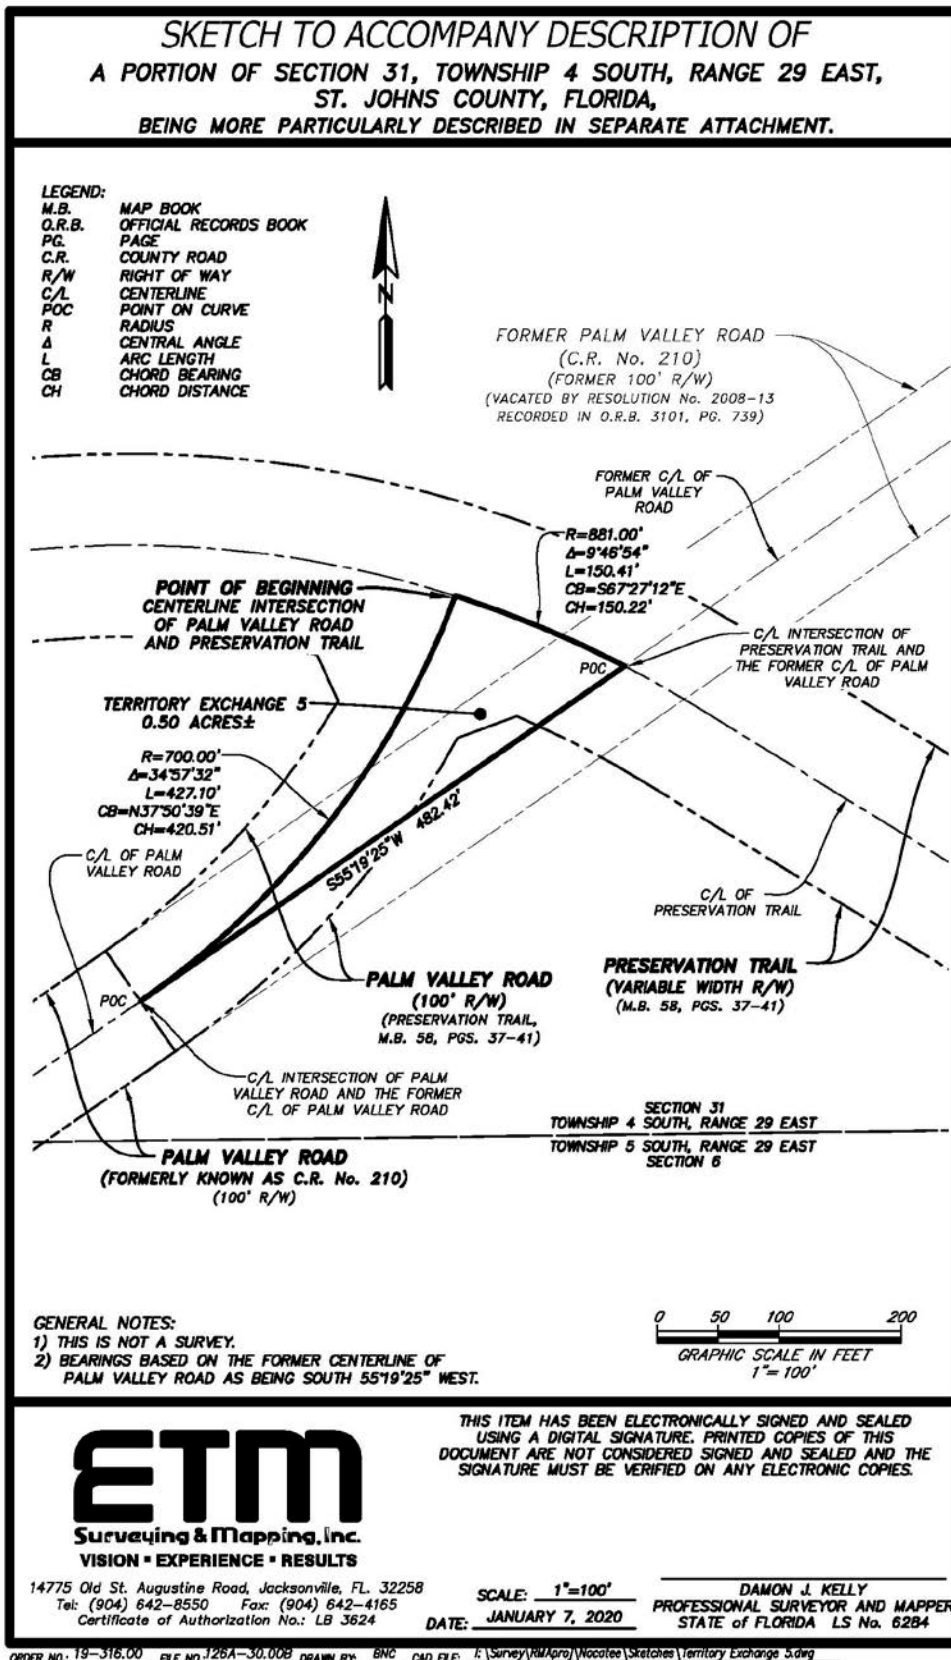 SKETCH TO ACCOMPANY DESCRIPTION OF
A PORTION OF SECTION 31, TOWNSHIP 4 SOUTH, RANGE 29 EAST,
ST. JOHNS COUNTY, FLORIDA,
BEING MORE PARTICULARLY DESCRIBED IN SEPARATE ATTACHMENT.
LEGEND:
M.B. MAP BOOK
O.R.B. OFFICIAL RECORDS BOOK
PG. PAGE
C.R. COUNTY ROAD
R/W RIGHT OF WAY
C/L CENTERLINE
POC POINT ON CURVE
R RADIUS
Δ CENTRAL ANGLE
L ARC LENGTH
CB CHORD BEARING
CH CHORD DISTANCE
N
FORMER PALM VALLEY ROAD
(C.R. No. 210)
(FORMER 100' R/W)
(VACATED BY RESOLUTION No. 2008-13
RECORDED IN O.R.B. 3101, PG. 739)
FORMER C/L OF
PALM VALLEY
ROAD
R=881.00'
Δ=9°46'54"
L=150.41'
CB=S67°27'12"E
CH=150.22'
POINT OF BEGINNING
CENTERLINE INTERSECTION
OF PALM VALLEY ROAD
AND PRESERVATION TRAIL
C/L INTERSECTION OF
PRESERVATION TRAIL AND
THE FORMER C/L OF PALM
VALLEY ROAD
POC
TERRITORY EXCHANGE 5
0.50 ACRES±
R=700.00'
Δ=34°57'32"
L=427.10'
CB=N37°50'39"E
CH=420.51'
S55°19'25"W 482.42'
C/L OF PALM
VALLEY ROAD
C/L OF
PRESERVATION TRAIL
PALM VALLEY ROAD
(100' R/W)
(PRESERVATION TRAIL,
M.B. 58, PGS. 37-41)
PRESERVATION TRAIL
(VARIABLE WIDTH R/W)
(M.B. 58, PGS. 37-41)
POC
C/L INTERSECTION OF PALM
VALLEY ROAD AND THE FORMER
C/L OF PALM VALLEY ROAD
SECTION 31
TOWNSHIP 4 SOUTH, RANGE 29 EAST
TOWNSHIP 5 SOUTH, RANGE 29 EAST
SECTION 6
PALM VALLEY ROAD
(FORMERLY KNOWN AS C.R. No. 210)
(100' R/W)
GENERAL NOTES:
1) THIS IS NOT A SURVEY.
2) BEARINGS BASED ON THE FORMER CENTERLINE OF
PALM VALLEY ROAD AS BEING SOUTH 55°19'25" WEST.
0 50 100 200
GRAPHIC SCALE IN FEET
1"= 100'
ETM
Surveying & Mapping, Inc.
VISION ▪ EXPERIENCE ▪ RESULTS
14775 Old St. Augustine Road, Jacksonville, FL. 32258
Tel: (904) 642-8550 Fax: (904) 642-4165
Certificate of Authorization No.: LB 3624
THIS ITEM HAS BEEN ELECTRONICALLY SIGNED AND SEALED
USING A DIGITAL SIGNATURE. PRINTED COPIES OF THIS
DOCUMENT ARE NOT CONSIDERED SIGNED AND SEALED AND THE
SIGNATURE MUST BE VERIFIED ON ANY ELECTRONIC COPIES.
SCALE: 1"=100'
DATE: JANUARY 7, 2020
DAMON J. KELLY
PROFESSIONAL SURVEYOR AND MAPPER
STATE of FLORIDA LS No. 6284
ORDER NO.: 19-316.00 FILE NO.: 126A-30.00B DRAWN BY: BNC CAD FILE: I:\Survey\RMAproj\Nocatee\Sketches\Territory Exchange 5.dwg